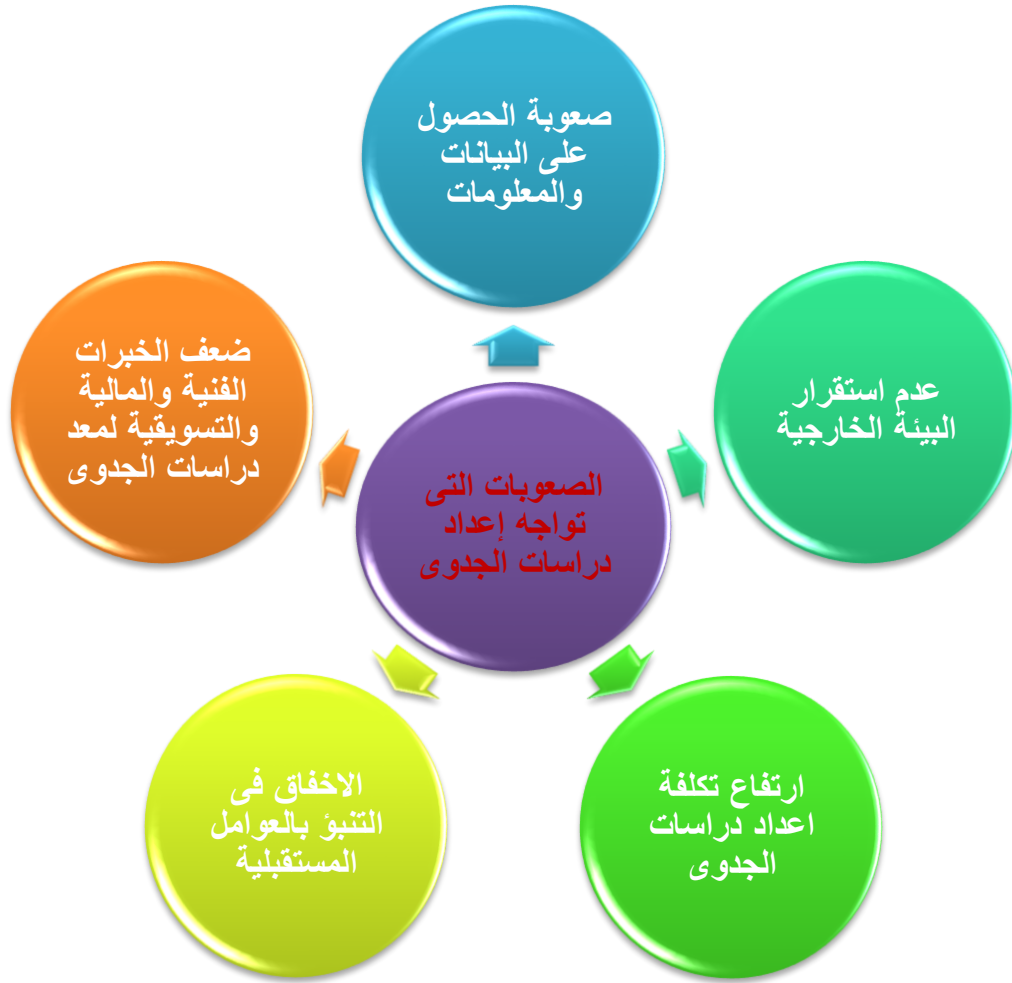 صعوبة الحصول
على البيانات
والمعلومات
عدم استقرار
البيئة الخارجية
ارتفاع تكلفة
اعداد دراسات
الجدوى
الاخفاق فى
التنبؤ بالعوامل
المستقبلية
ضعف الخبرات
الفنية والمالية
والتسويقية لمعد
دراسات الجدوى
الصعوبات التى
تواجه إعداد
دراسات الجدوى